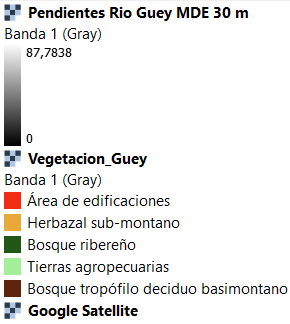 Pendientes Rio Guey MDE 30 m
Banda 1 (Gray)
87,7838
0
Vegetacion_Guey
Banda 1 (Gray)
Área de edificaciones
Herbazal sub-montano
Bosque ribereño
Tierras agropecuarias
Bosque tropófilo deciduo basimontano
Google Satellite